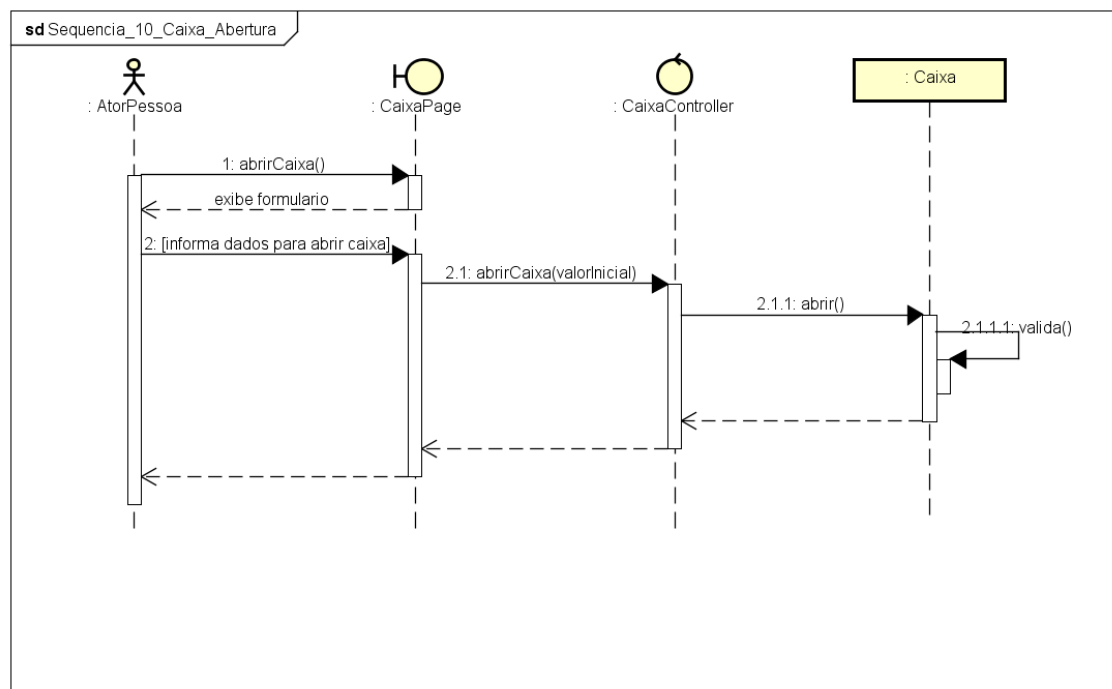 sd Sequencia_10_Caixa_Abertura
: AtorPessoa
: CaixaPage
: CaixaController
: Caixa
1: abrirCaixa()
exibe formulario
2: [informa dados para abrir caixa]
2.1: abrirCaixa(valorInicial)
2.1.1: abrir()
2.1.1.1: valida()